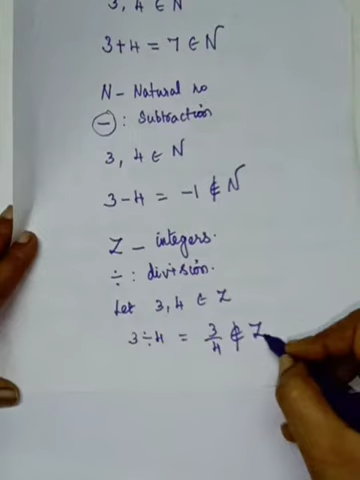 3, 4 ∈ N
3+4 = 7 ∈ N
N - Natural no
⊖ : Subtraction
3, 4 ∈ N
3-4 = -1 ∉ N
Z - integers.
÷ : division.
Let 3, 4 ∈ Z
3÷4 = 3/4 ∉ Z